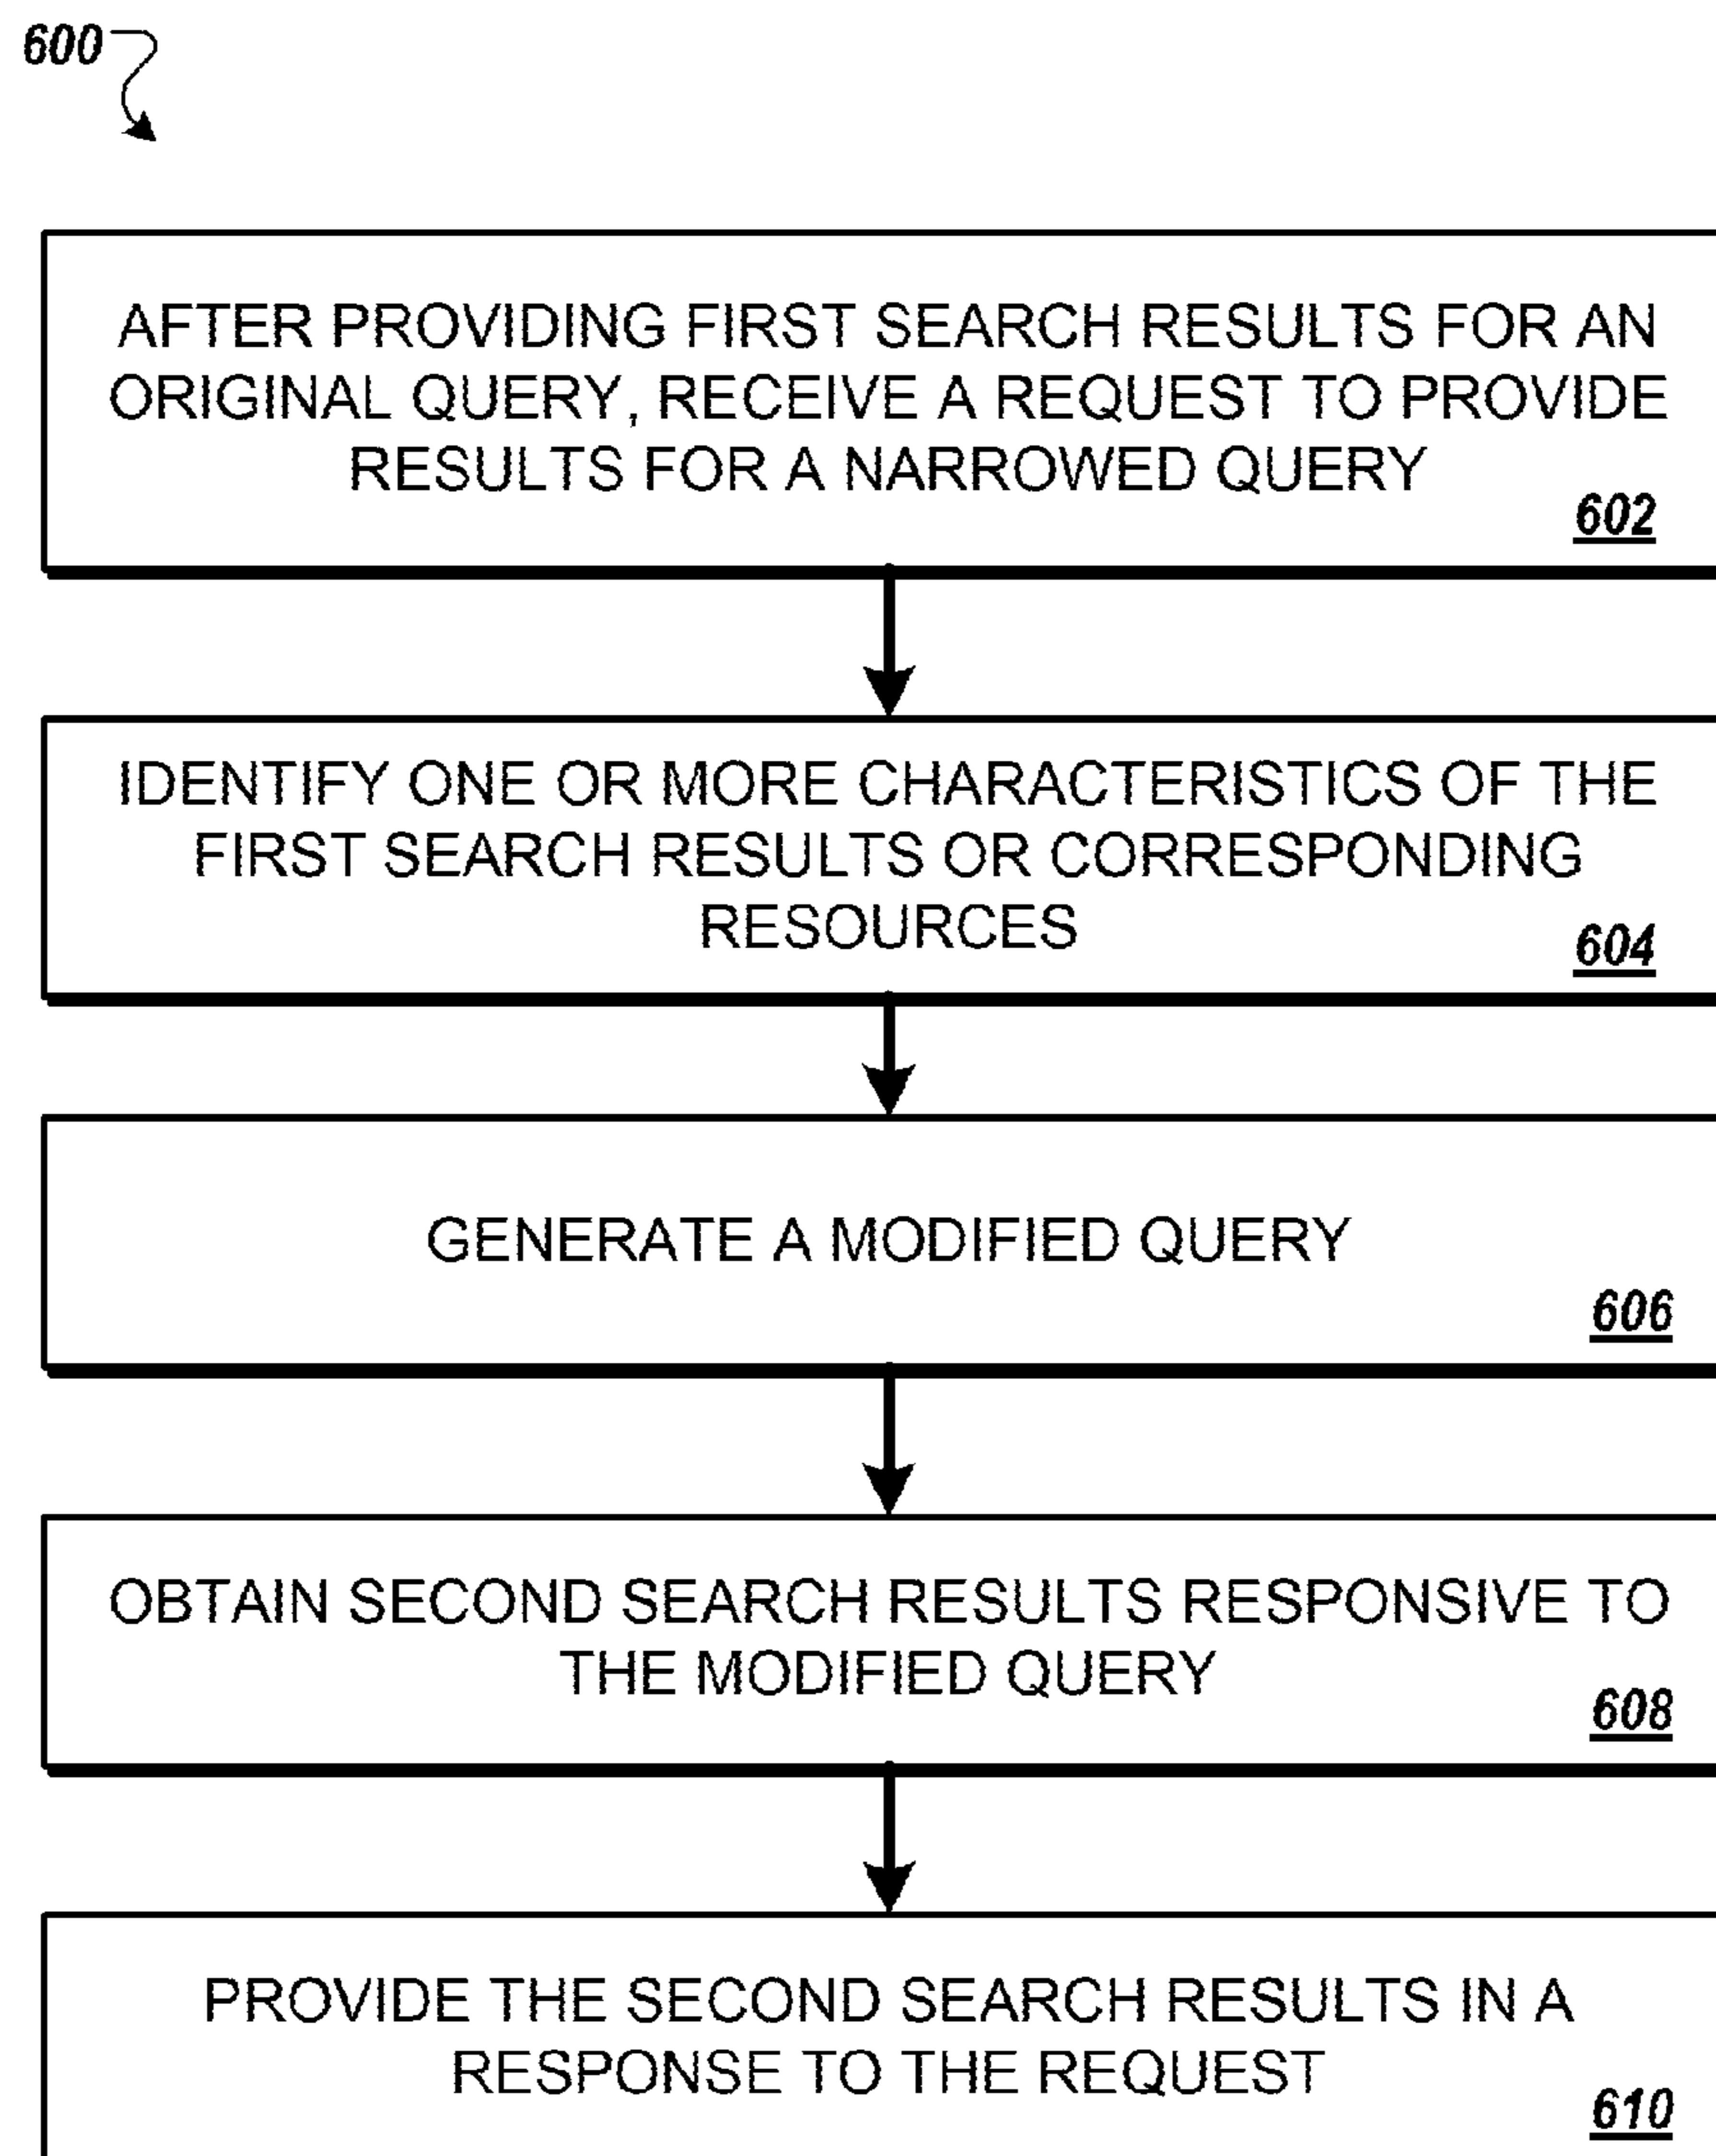 600
AFTER PROVIDING FIRST SEARCH RESULTS FOR AN
ORIGINAL QUERY, RECEIVE A REQUEST TO PROVIDE
RESULTS FOR A NARROWED QUERY
602
IDENTIFY ONE OR MORE CHARACTERISTICS OF THE
FIRST SEARCH RESULTS OR CORRESPONDING
RESOURCES
604
GENERATE A MODIFIED QUERY
606
OBTAIN SECOND SEARCH RESULTS RESPONSIVE TO
THE MODIFIED QUERY
608
PROVIDE THE SECOND SEARCH RESULTS IN A
RESPONSE TO THE REQUEST
610